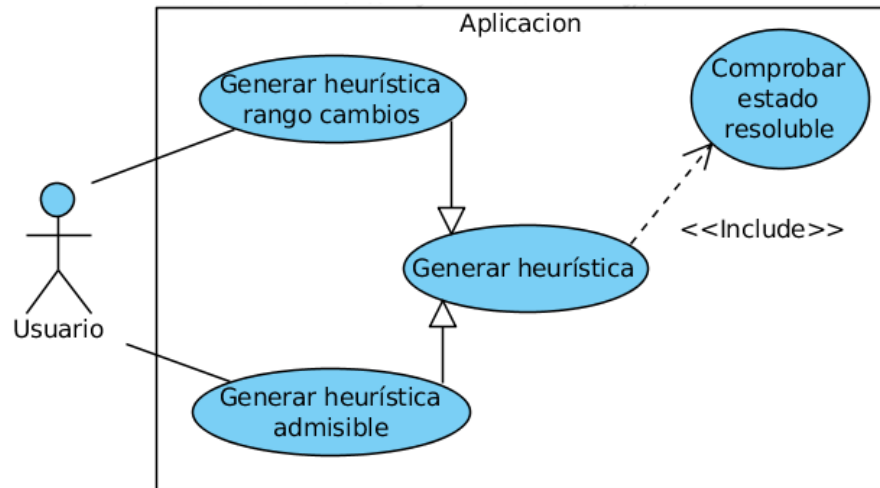 Aplicacion
Generar heurística
rango cambios
Comprobar
estado
resoluble
<<Include>>
Generar heurística
Usuario
Generar heurística
admisible